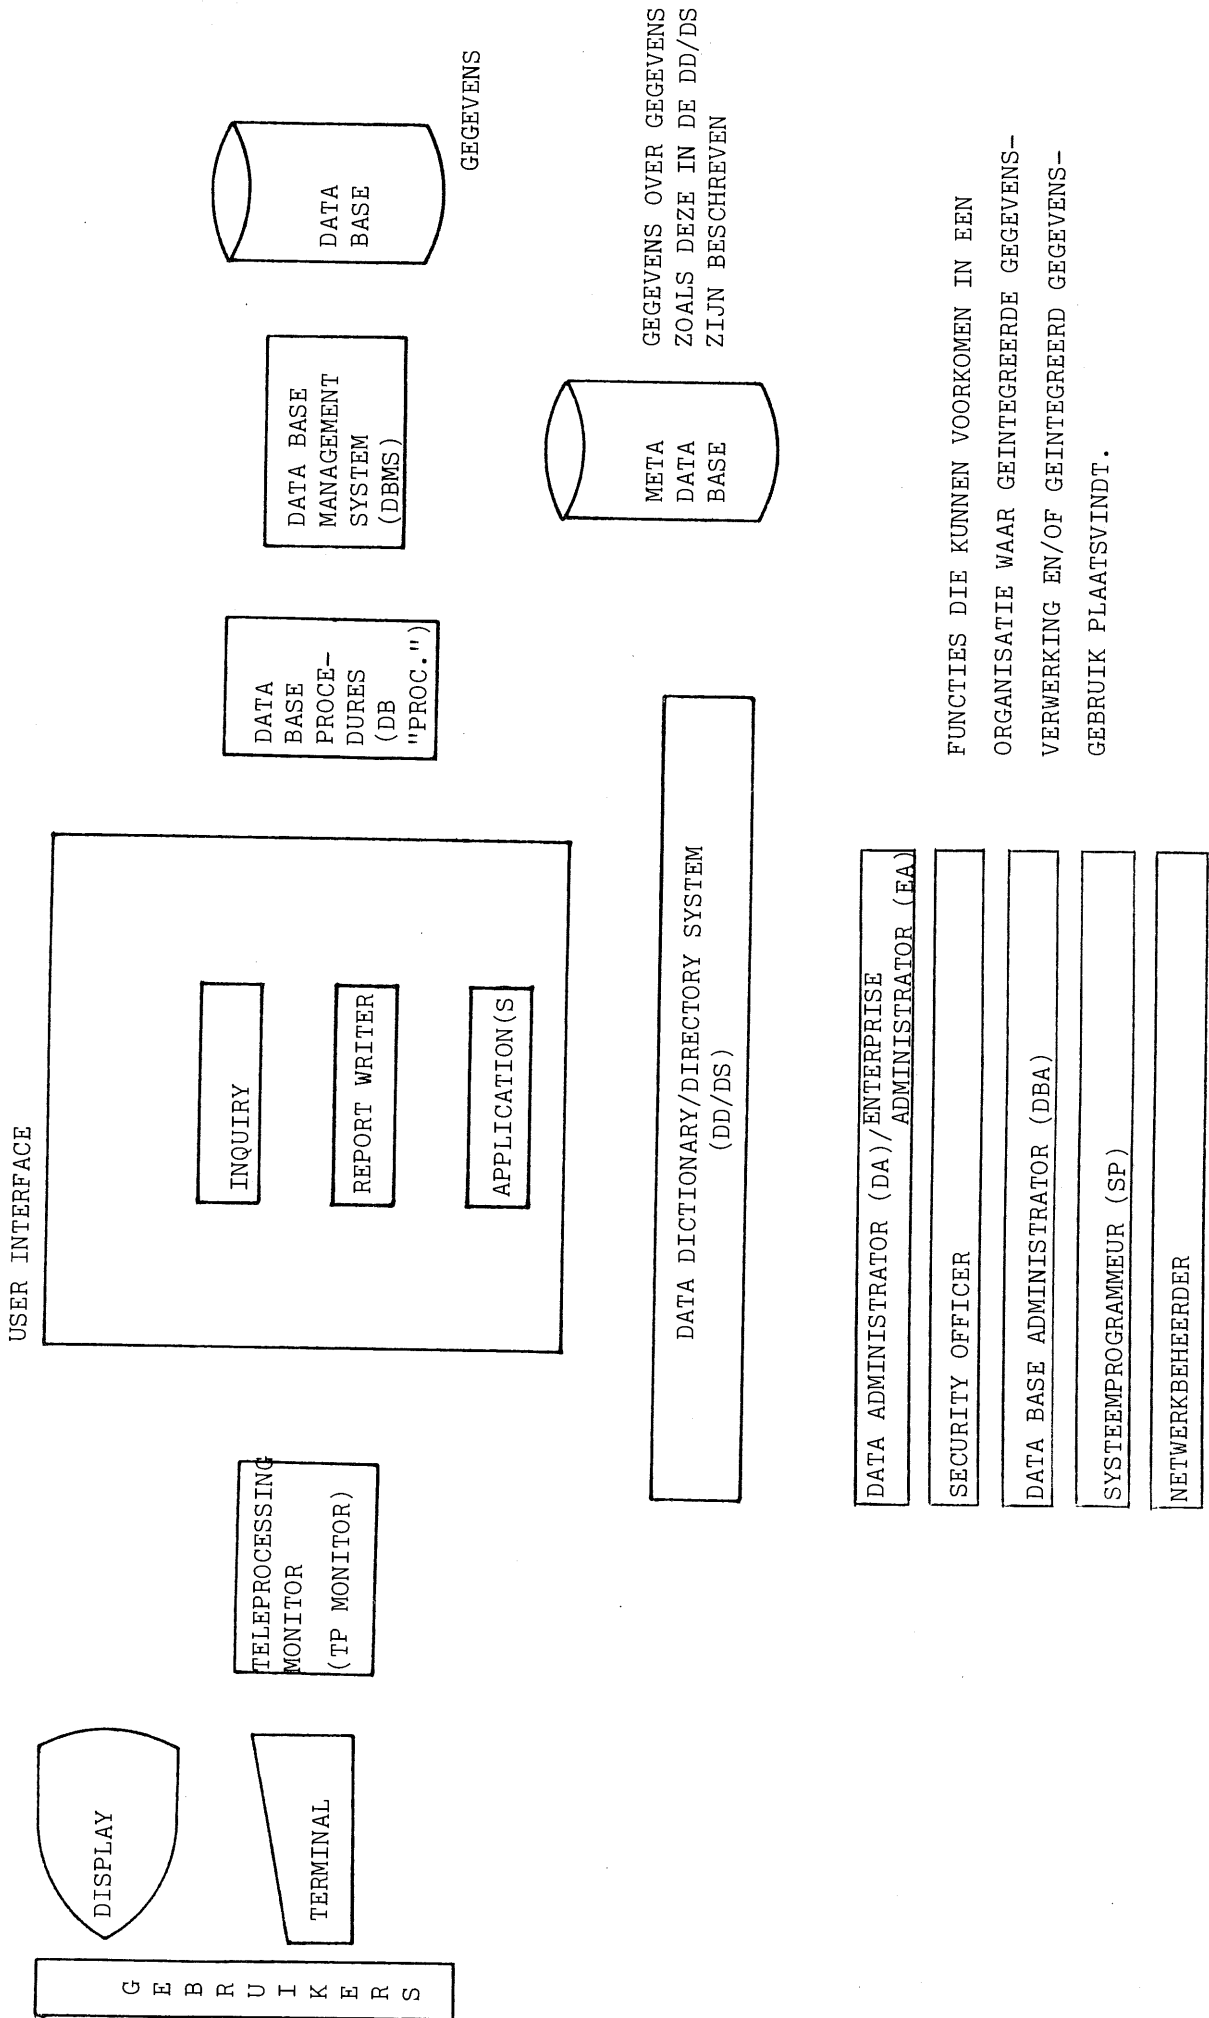 USER INTERFACE
GEBRUIKERS
DISPLAY
TERMINAL
TELEPROCESSING
MONITOR
(TP MONITOR)
INQUIRY
REPORT WRITER
APPLICATION(S
DATA
BASE
PROCE-
DURES
(DB
"PROC.")
DATA BASE
MANAGEMENT
SYSTEM
(DBMS)
DATA
BASE
GEGEVENS
DATA DICTIONARY/DIRECTORY SYSTEM
(DD/DS)
META
DATA
BASE
GEGEVENS OVER GEGEVENS
ZOALS DEZE IN DE DD/DS
ZIJN BESCHREVEN
DATA ADMINISTRATOR (DA)/ENTERPRISE
ADMINISTRATOR (EA)
SECURITY OFFICER
DATA BASE ADMINISTRATOR (DBA)
SYSTEEMPROGRAMMEUR (SP)
NETWERKBEHEERDER
FUNCTIES DIE KUNNEN VOORKOMEN IN EEN
ORGANISATIE WAAR GEINTEGREERDE GEGEVENS-
VERWERKING EN/OF GEINTEGREERD GEGEVENS-
GEBRUIK PLAATSVINDT.